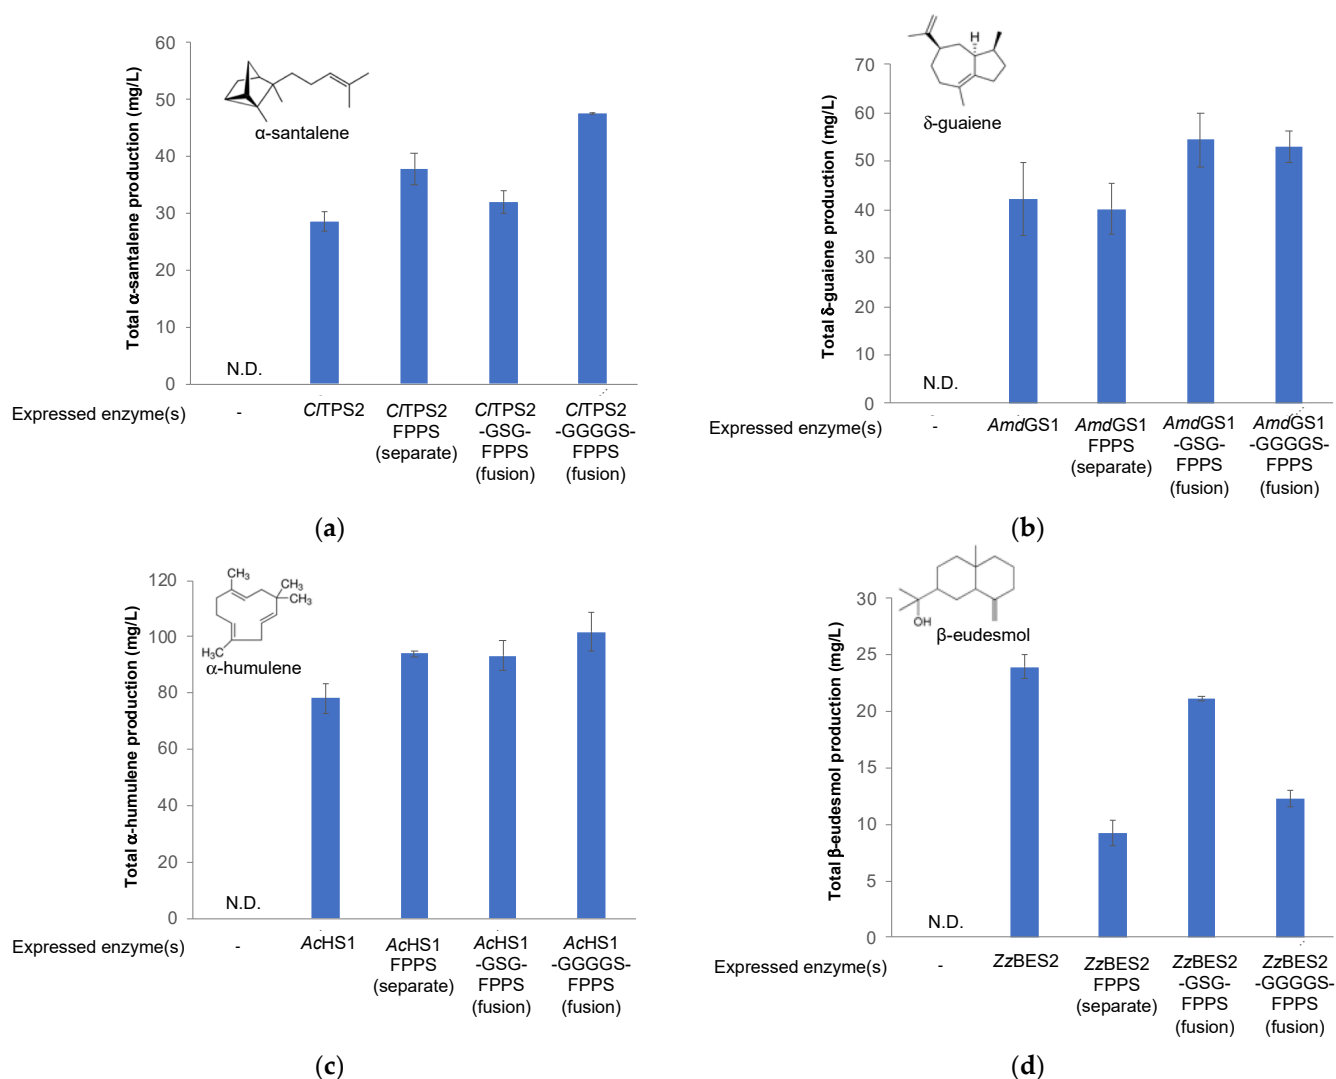 60
50
40
30
20
10
0
Total α-santalene production (mg/L)
α-santalene
N.D.
Expressed enzyme(s)
-
ClTPS2
ClTPS2
FPPS
(separate)
ClTPS2
-GSG-
FPPS
(fusion)
ClTPS2
-GGGGS-
FPPS
(fusion)
(a)
70
60
50
40
30
20
10
0
Total δ-guaiene production (mg/L)
H
δ-guaiene
N.D.
Expressed enzyme(s)
-
AmdGS1
AmdGS1
FPPS
(separate)
AmdGS1
-GSG-
FPPS
(fusion)
AmdGS1
-GGGGS-
FPPS
(fusion)
(b)
120
100
80
60
40
20
0
Total α-humulene production (mg/L)
CH3
CH3
CH3
H3C
α-humulene
N.D.
Expressed enzyme(s)
-
AcHS1
AcHS1
FPPS
(separate)
AcHS1
-GSG-
FPPS
(fusion)
AcHS1
-GGGGS-
FPPS
(fusion)
(c)
30
25
20
15
10
5
0
Total β-eudesmol production (mg/L)
OH
β-eudesmol
N.D.
Expressed enzyme(s)
-
ZzBES2
ZzBES2
FPPS
(separate)
ZzBES2
-GSG-
FPPS
(fusion)
ZzBES2
-GGGGS-
FPPS
(fusion)
(d)